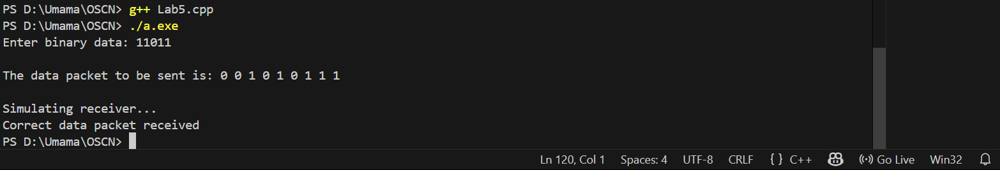 PS D:\Umama\OSCN> g++ Lab5.cpp
PS D:\Umama\OSCN> ./a.exe
Enter binary data: 11011
The data packet to be sent is: 0 0 1 0 1 0 1 1 1
Simulating receiver...
Correct data packet received
PS D:\Umama\OSCN>
Ln 120, Col 1 Spaces: 4 UTF-8 CRLF {} C++ Go Live Win32